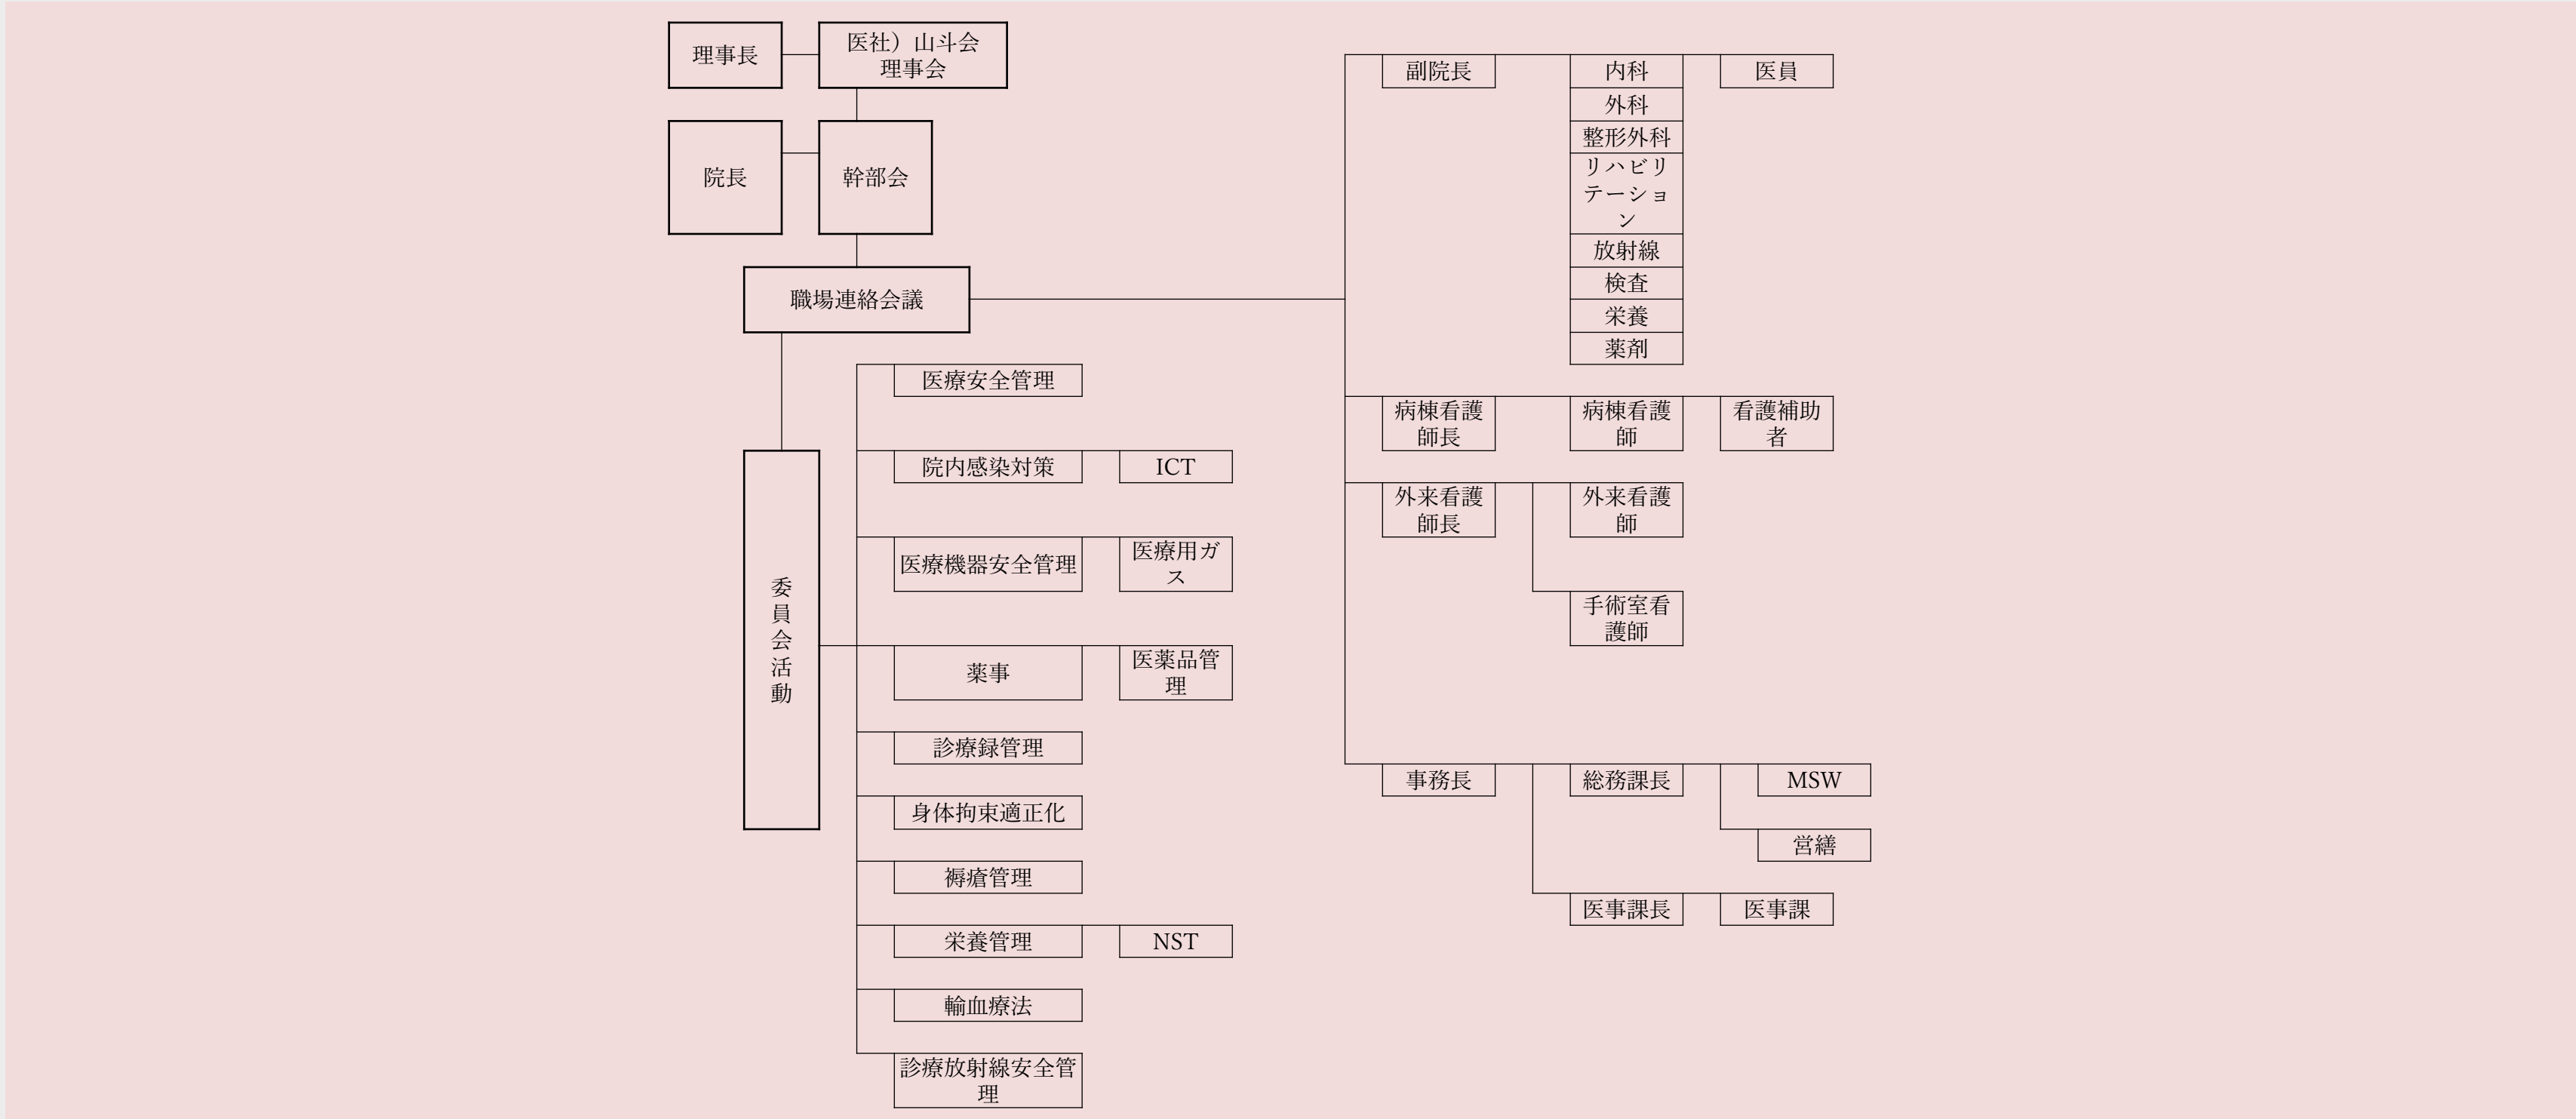 理事長
医社）山斗会
理事会
院長
幹部会
職場連絡会議
委
員
会
活
動
医療安全管理
院内感染対策
ICT
医療機器安全管理
医療用ガ
ス
薬事
医薬品管
理
診療録管理
身体拘束適正化
褥瘡管理
栄養管理
NST
輸血療法
診療放射線安全管
理
副院長
内科
医員
外科
整形外科
リハビリ
テーショ
ン
放射線
検査
栄養
薬剤
病棟看護
師長
病棟看護
師
看護補助
者
外来看護
師長
外来看護
師
手術室看
護師
事務長
総務課長
MSW
営繕
医事課長
医事課